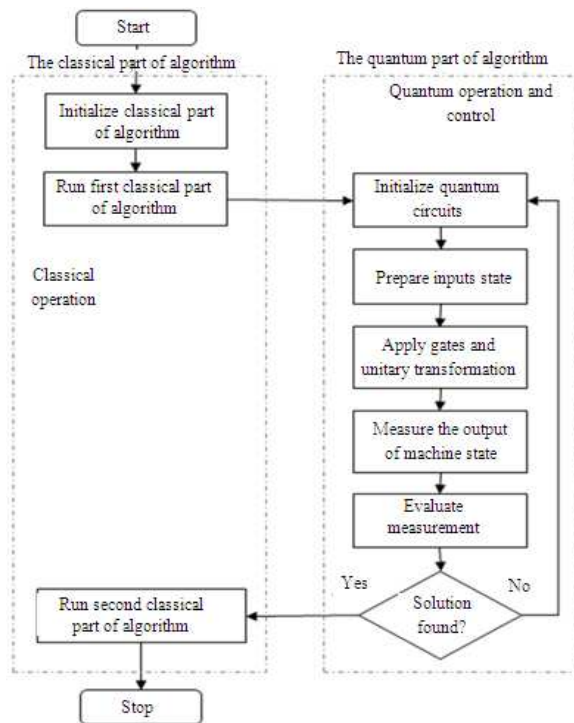 Start
The classical part of algorithm
The quantum part of algorithm
Quantum operation and
control
Initialize classical part
of algorithm
Run first classical part
of algorithm
Initialize quantum
circuits
Classical
operation
Prepare inputs state
Apply gates and
unitary transformation
Measure the output
of machine state
Evaluate
measurement
Yes
No
Solution
found?
Run second classical
part of algorithm
Stop